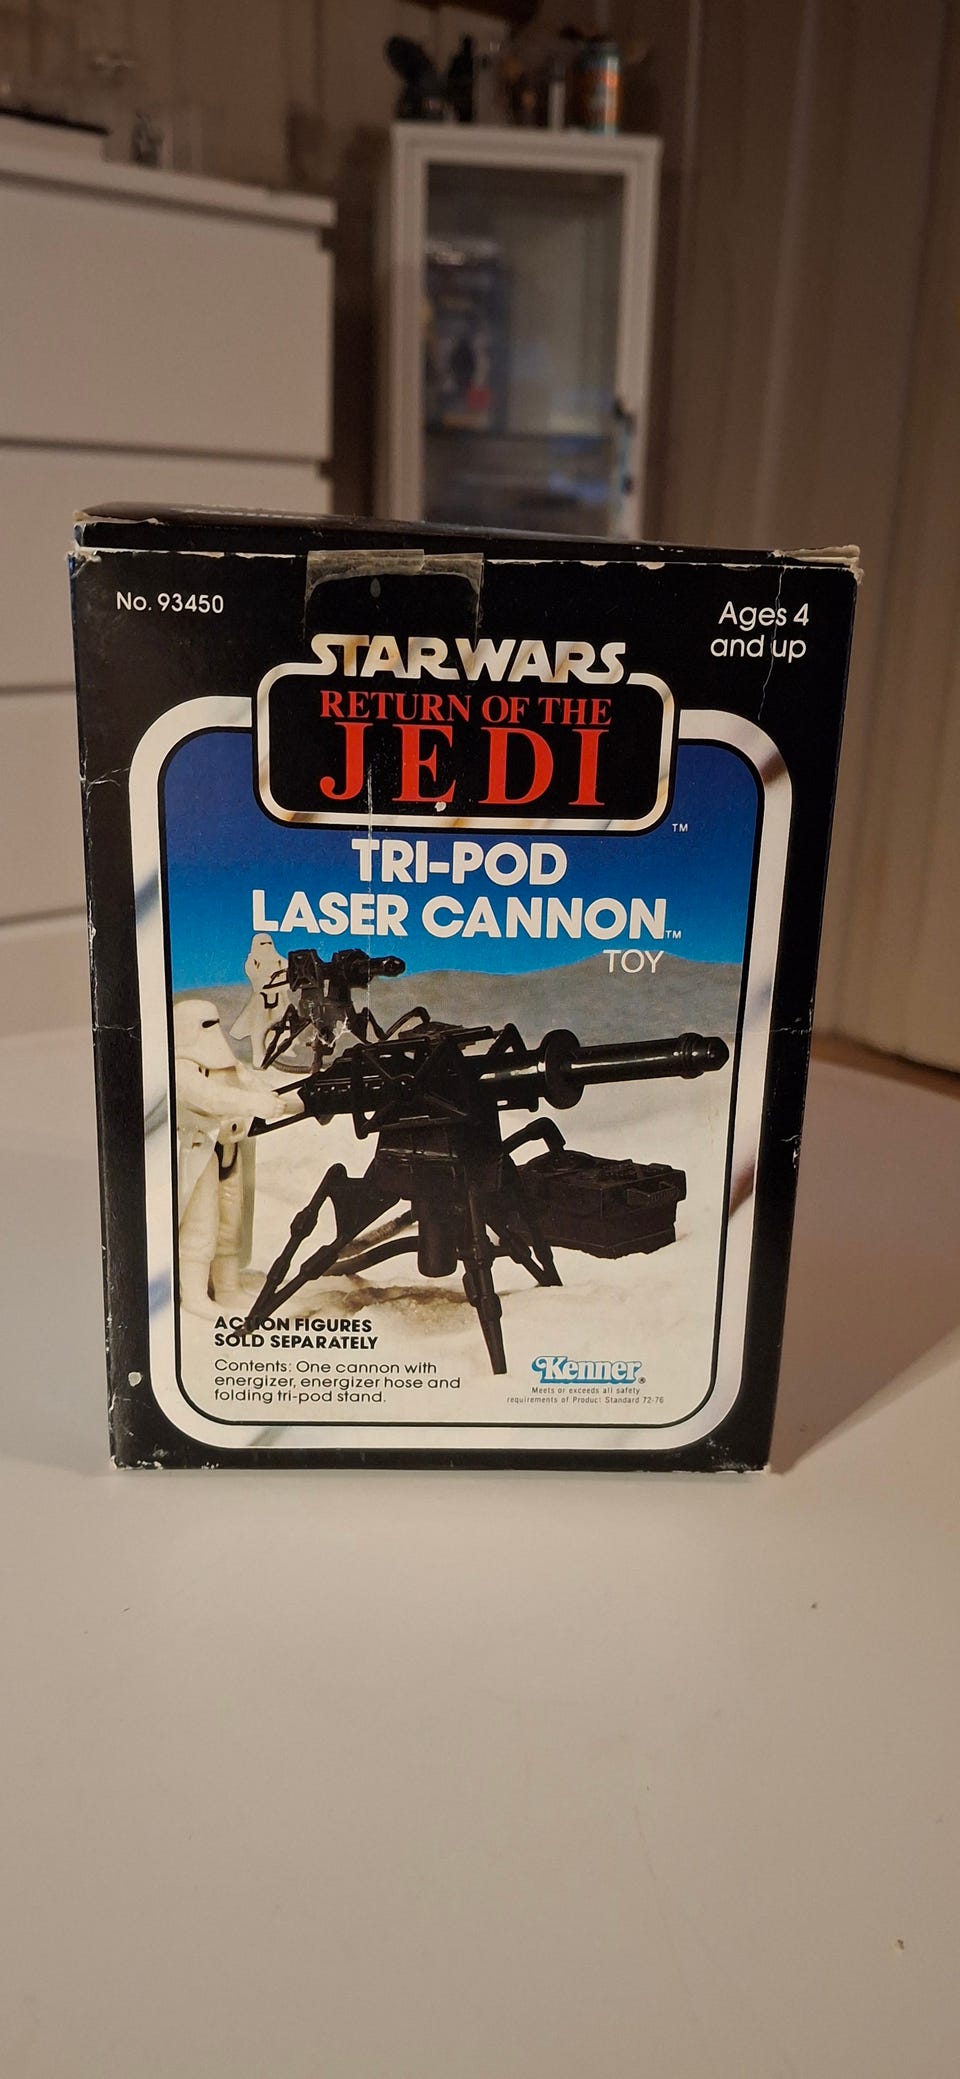 No. 93450
Ages 4
and up
STAR WARS
RETURN OF THE
JEDI
TM
TRI-POD
LASER CANNON TM
TOY
ACTION FIGURES
SOLD SEPARATELY
Contents: One cannon with
energizer, energizer hose and
folding tri-pod stand.
Kenner®
Meets or exceeds all safety
requirements of Product Standard 72-76